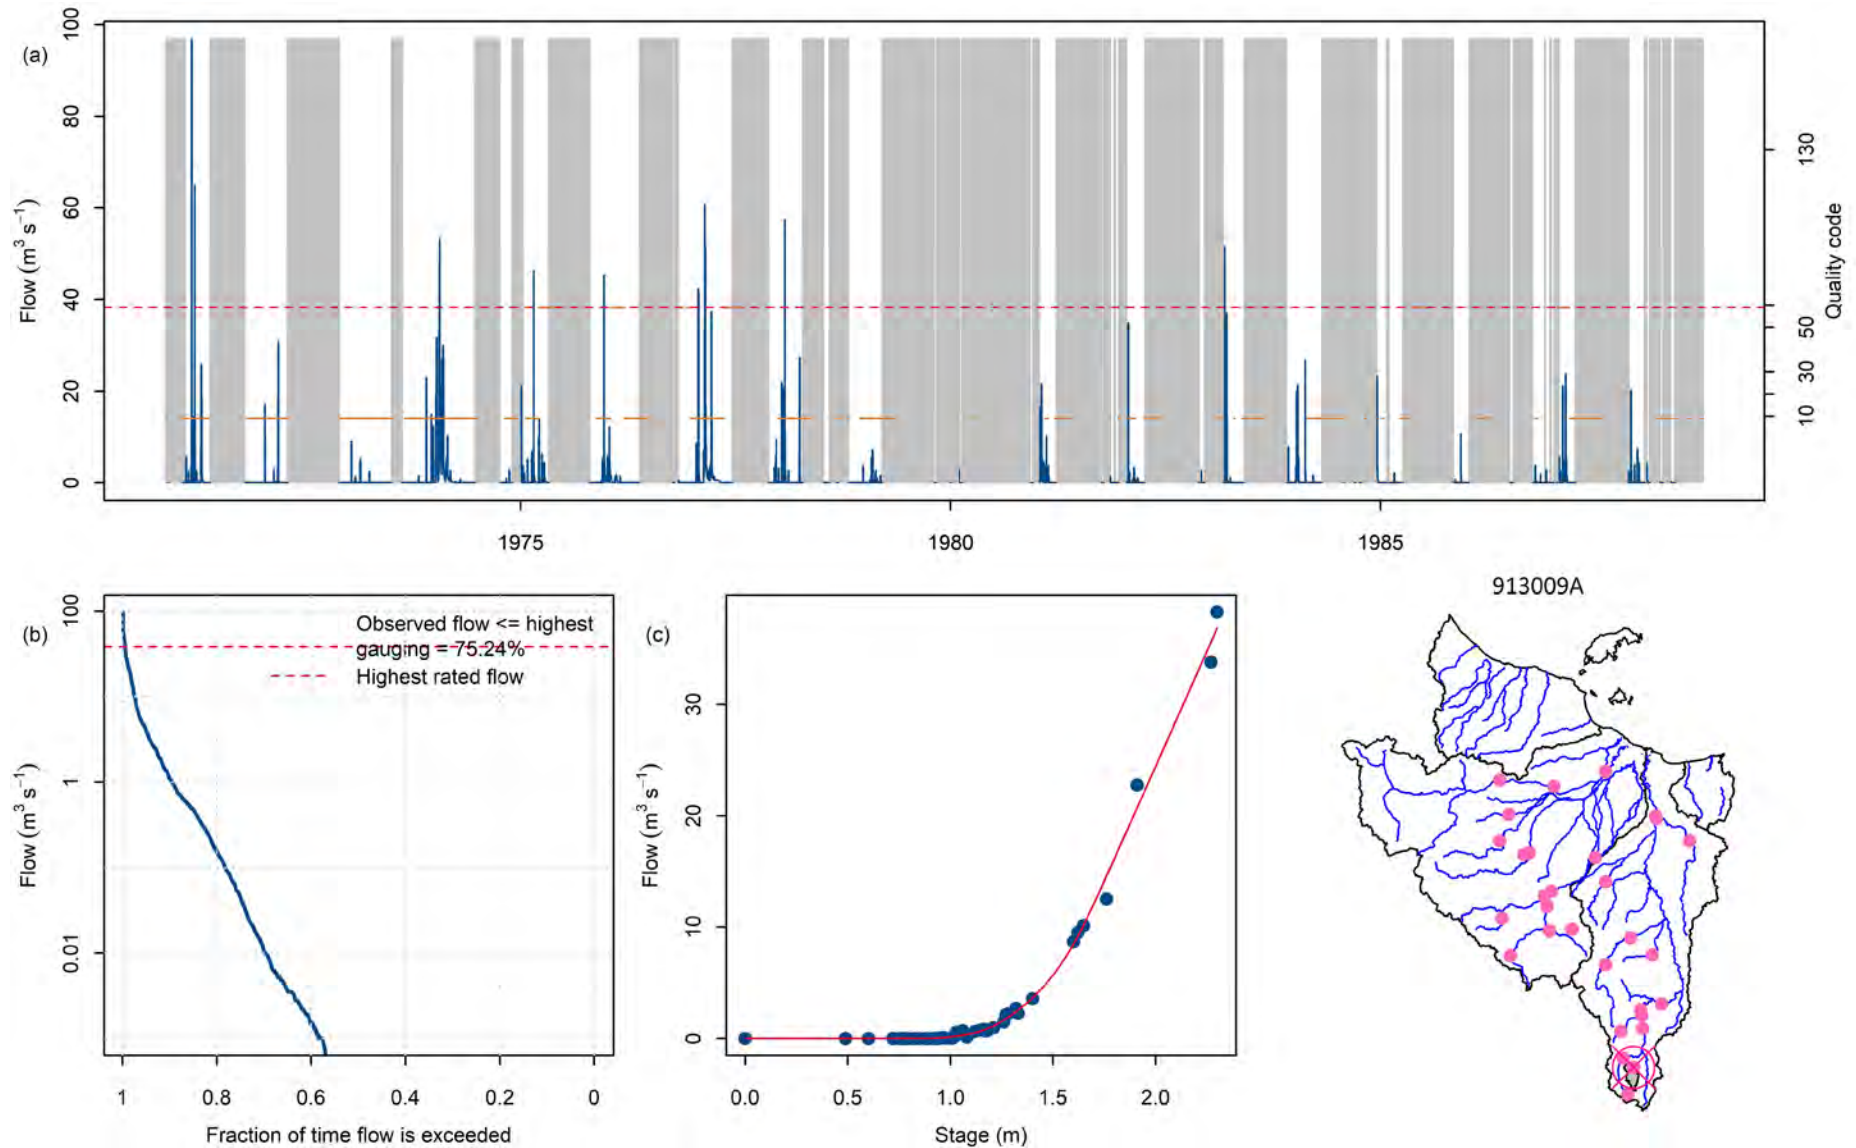 (a)
Flow (m³ s⁻¹)
0
20
40
60
80
100
1975
1980
1985
Quality code
10
30
50
130
(b)
Flow (m³ s⁻¹)
0.01
1
100
Observed flow <= highest
gauging = 75.24%
Highest rated flow
1
0.8
0.6
0.4
0.2
0
Fraction of time flow is exceeded
(c)
Flow (m³ s⁻¹)
0
10
20
30
0.0
0.5
1.0
1.5
2.0
Stage (m)
913009A